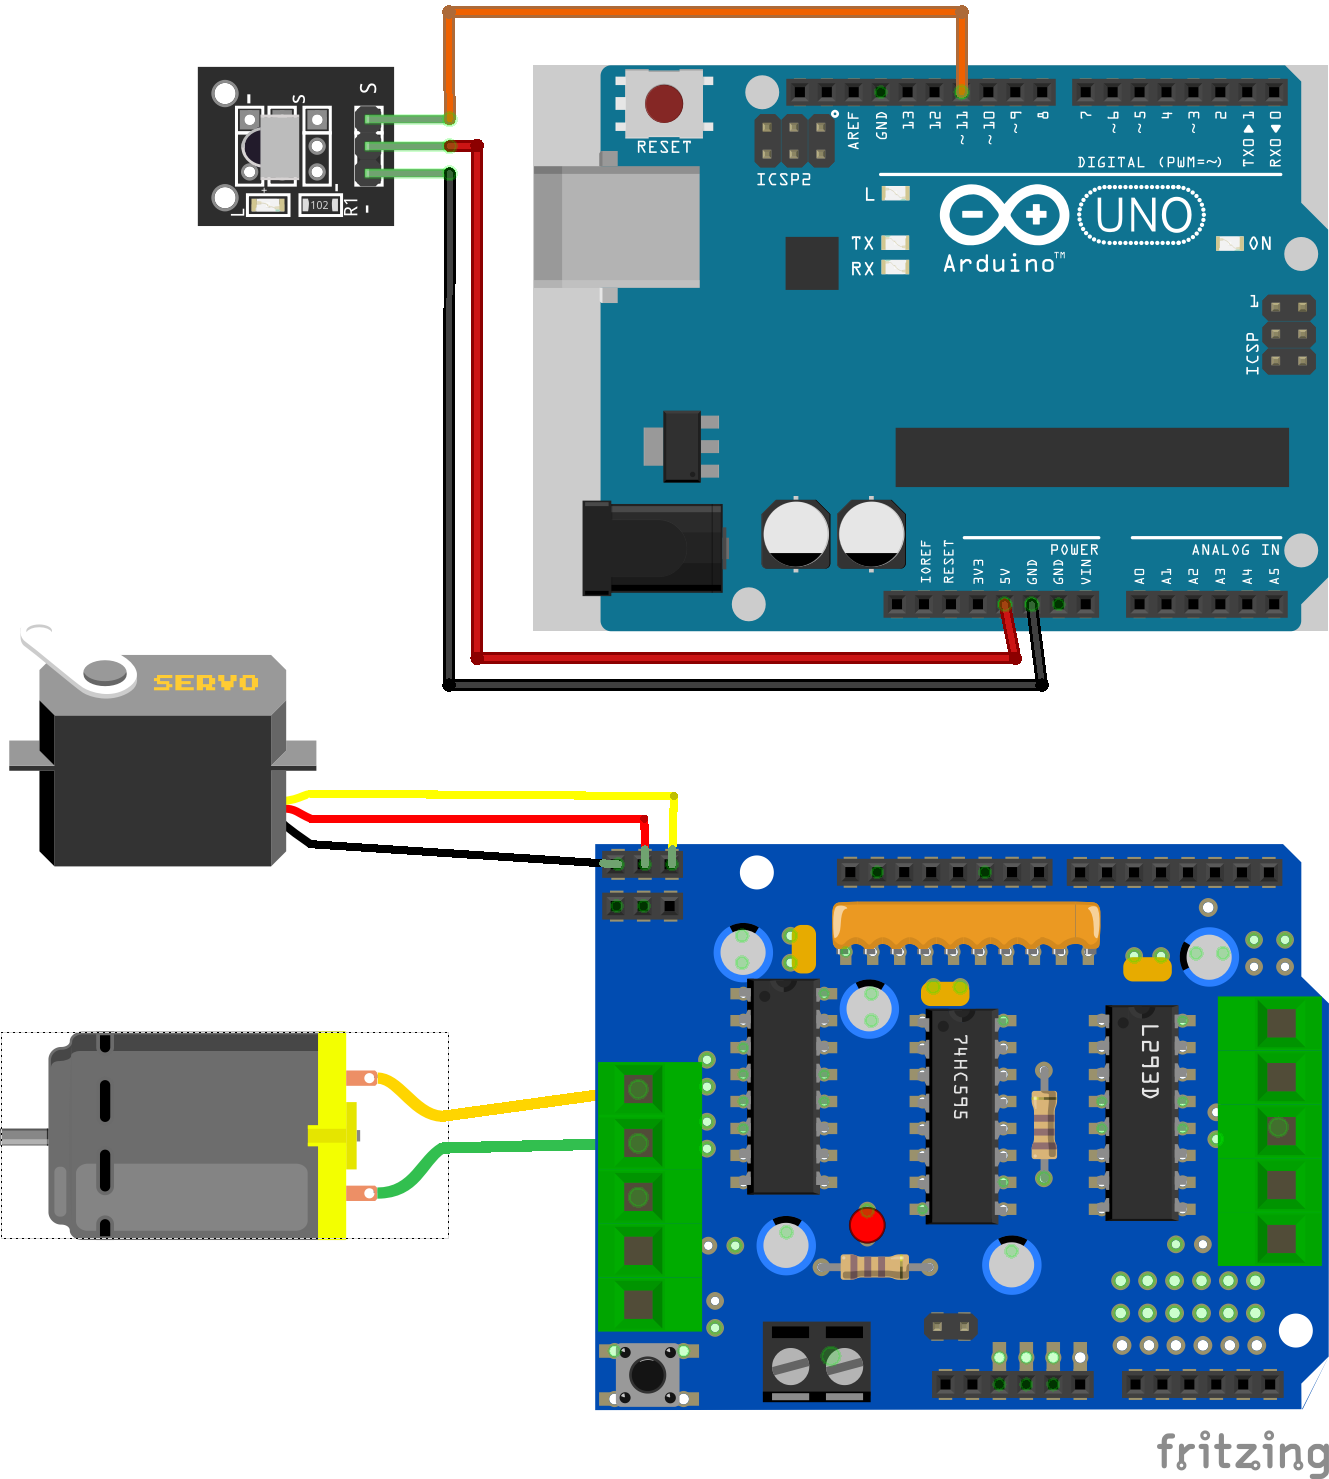 S
-
S
+
-
L
102
R1
-
RESET
ICSP2
AREF
GND
13
12
~11
~10
~9
8
7
~6
~5
4
~3
2
TX0▶1
RX0◀0
DIGITAL (PWM=~)
L
TX
RX
Arduino™
UNO
ON
1
ICSP
IOREF
RESET
3V3
5V
GND
GND
VIN
POWER
A0
A1
A2
A3
A4
A5
ANALOG IN
SERVO
74HC595
L293D
fritzing